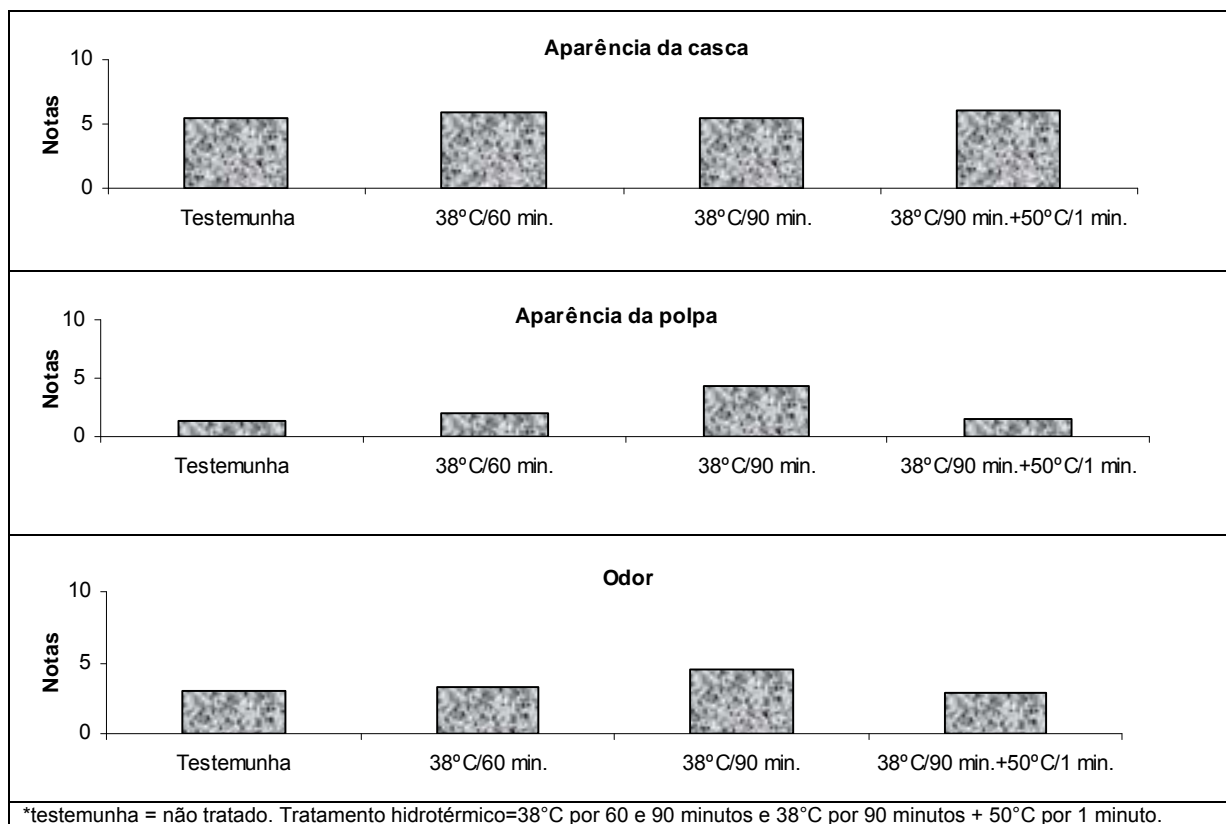 Aparência da casca
10
5
0
Notas
Testemunha 38ºC/60 min. 38ºC/90 min. 38ºC/90 min.+50ºC/1 min.
Aparência da polpa
10
5
0
Notas
Testemunha 38ºC/60 min. 38ºC/90 min. 38ºC/90 min.+50ºC/1 min.
Odor
10
5
0
Notas
Testemunha 38ºC/60 min. 38ºC/90 min. 38ºC/90 min.+50ºC/1 min.
*testemunha = não tratado. Tratamento hidrotérmico=38°C por 60 e 90 minutos e 38°C por 90 minutos + 50°C por 1 minuto.